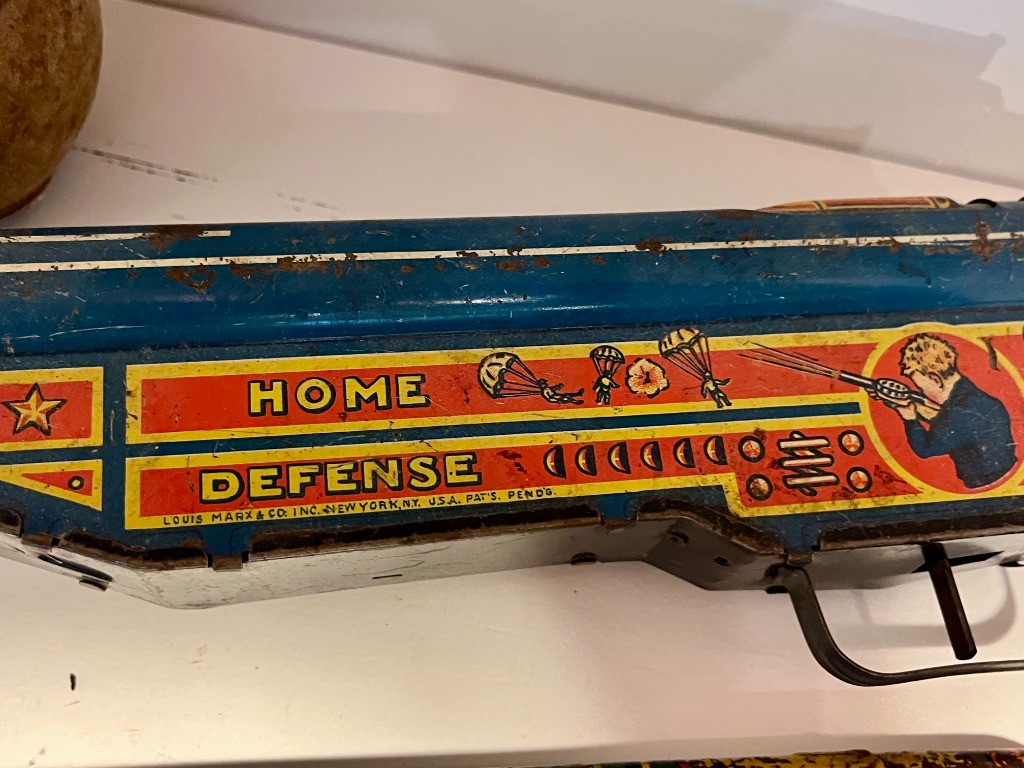 HOME
DEFENSE
LOUIS MARX & CO. INC. NEW YORK, N.Y. U.S.A. PAT'S. PEND'G.